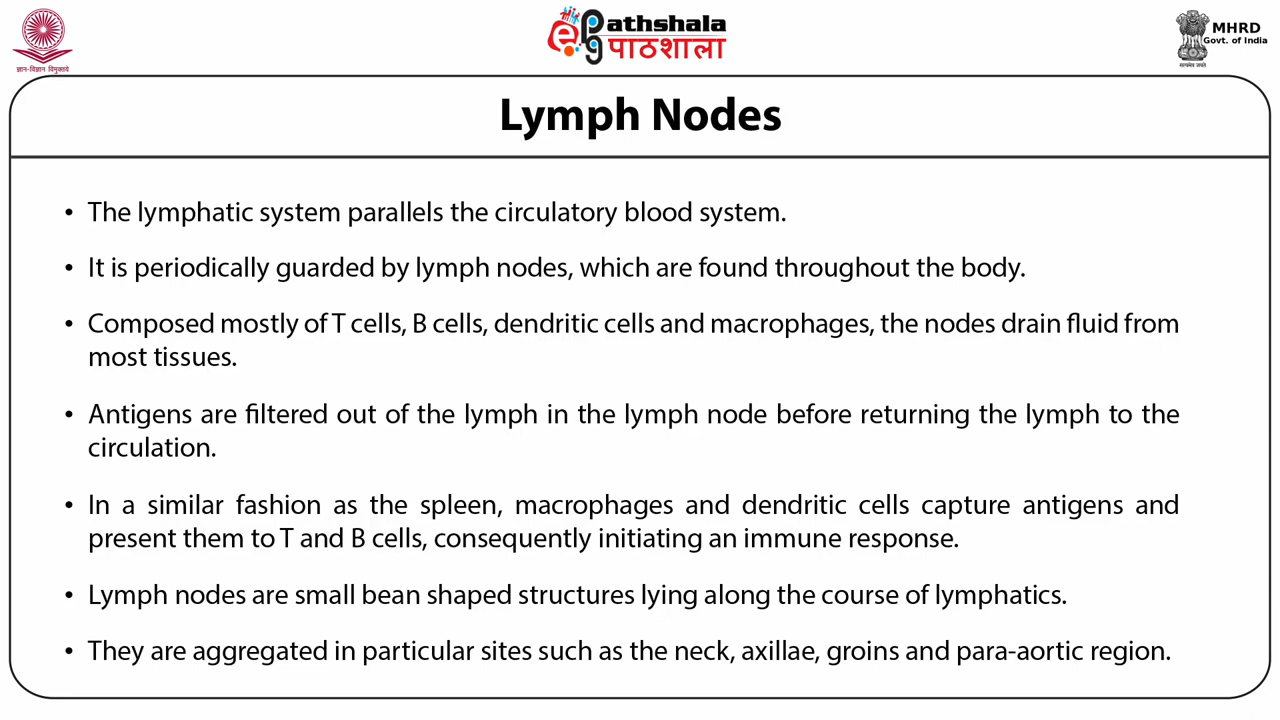 ज्ञान-विज्ञान विमुक्तये
ePg athshala
पाठशाला
MHRD
Govt. of India
सत्यमेव जयते
Lymph Nodes
• The lymphatic system parallels the circulatory blood system.
• It is periodically guarded by lymph nodes, which are found throughout the body.
• Composed mostly of T cells, B cells, dendritic cells and macrophages, the nodes drain fluid from
most tissues.
• Antigens are filtered out of the lymph in the lymph node before returning the lymph to the
circulation.
• In a similar fashion as the spleen, macrophages and dendritic cells capture antigens and
present them to T and B cells, consequently initiating an immune response.
• Lymph nodes are small bean shaped structures lying along the course of lymphatics.
• They are aggregated in particular sites such as the neck, axillae, groins and para-aortic region.